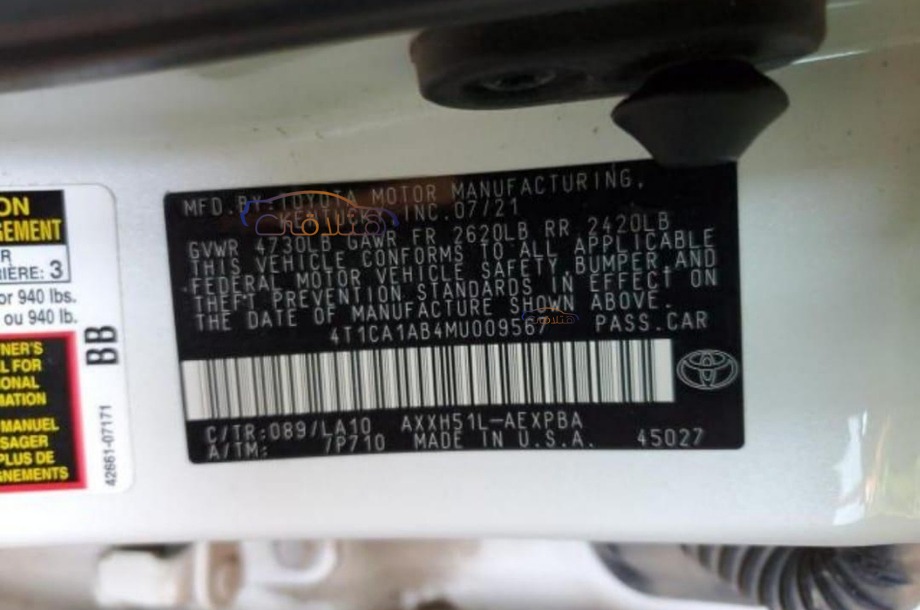 ON
GEMENT
R
IÈRE: 3
or 940 lbs.
ou 940 lb.
NER'S
L FOR
ONAL
MATION
MANUEL
SAGER
PLUS DE
GNEMENTS
BB
42661-07171
MFD.BY:TOYOTA MOTOR MANUFACTURING,
KENTUCKY, INC.07/21
GVWR 4730LB GAWR FR 2620LB RR 2420LB
THIS VEHICLE CONFORMS TO ALL APPLICABLE
FEDERAL MOTOR VEHICLE SAFETY,BUMPER,AND
THEFT PREVENTION STANDARDS IN EFFECT ON
THE DATE OF MANUFACTURE SHOWN ABOVE.
4T1CA1AB4MU009567 PASS.CAR
C/TR:089/LA10 AXXH51L-AEXPBA
A/TM: 7P710 MADE IN U.S.A. 45027